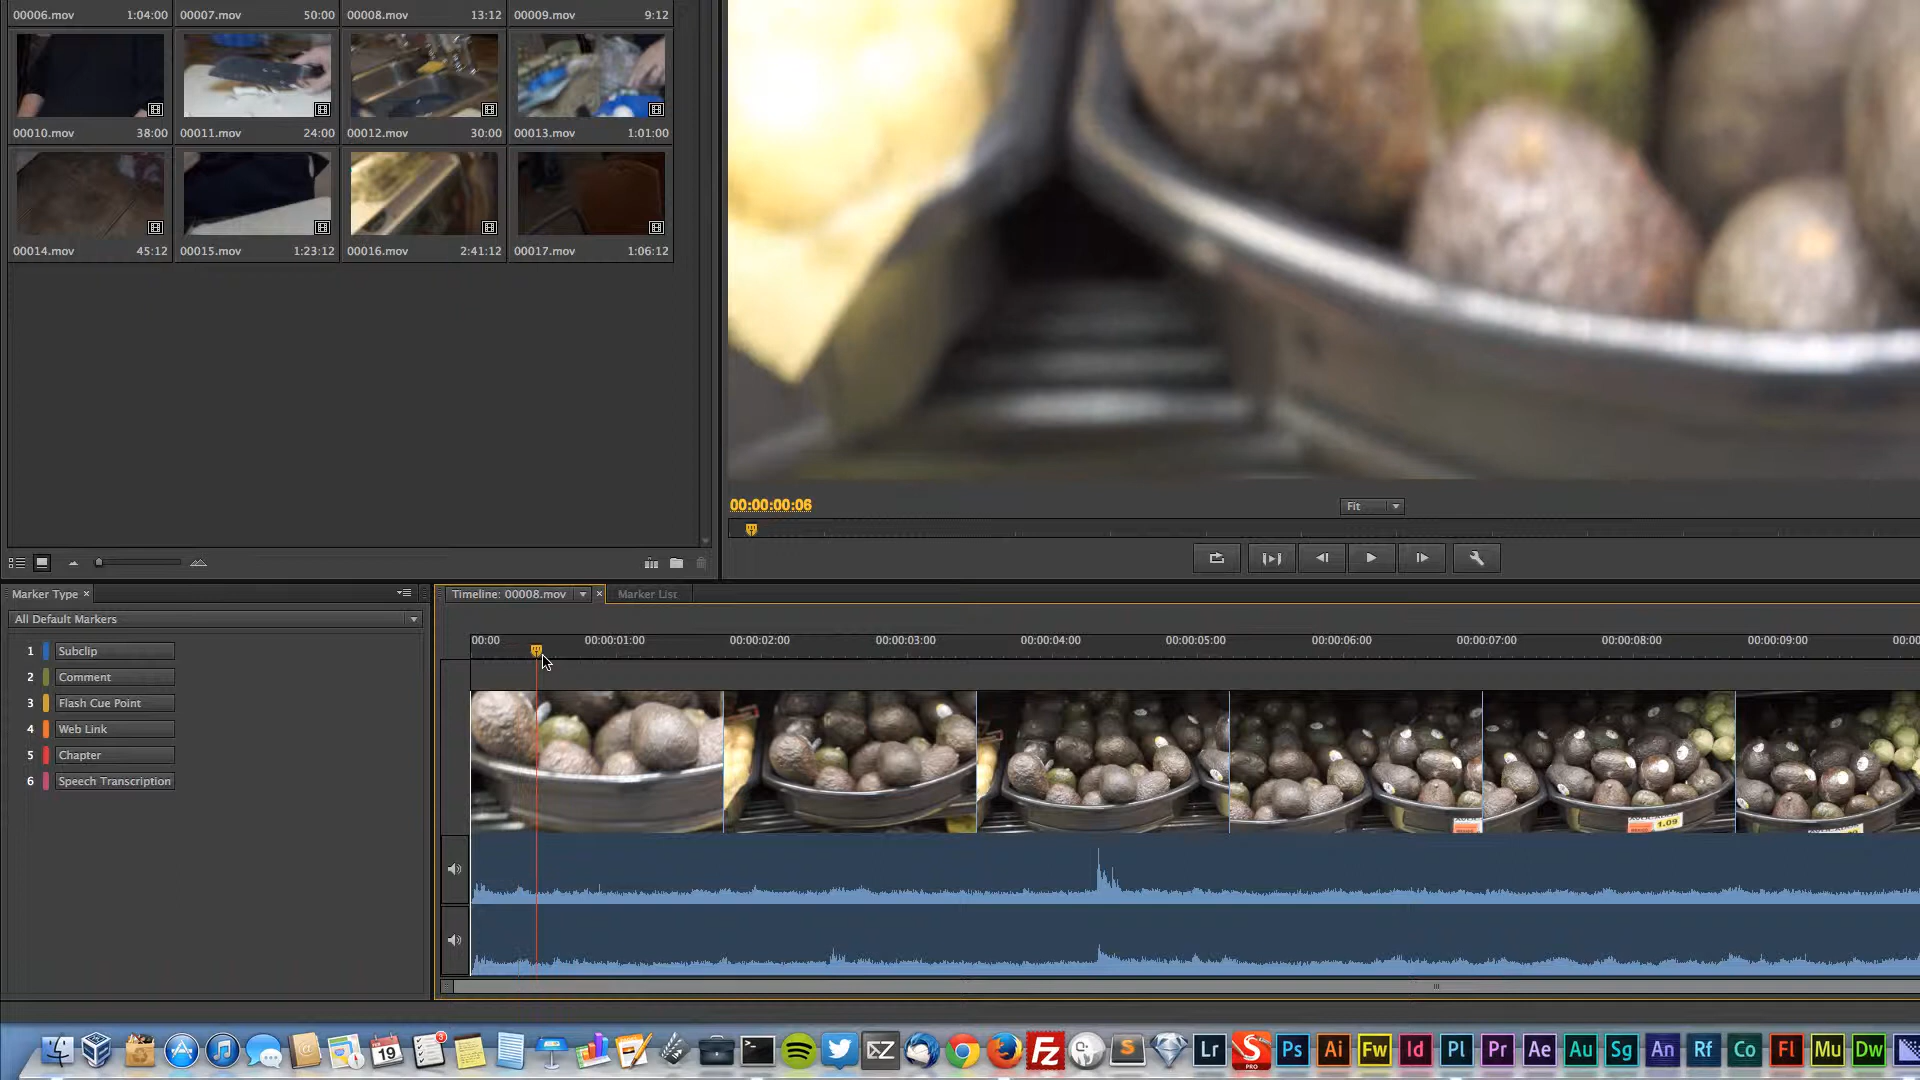 00006.mov 1:04:00 00007.mov 50:00 00008.mov 13:12 00009.mov 9:12
00010.mov 38:00 00011.mov 24:00 00012.mov 30:00 00013.mov 1:01:00
00014.mov 45:12 00015.mov 1:23:12 00016.mov 2:41:12 00017.mov 1:06:12
00:00:00:06
Fit
Marker Type
All Default Markers
1 Subclip
2 Comment
3 Flash Cue Point
4 Web Link
5 Chapter
6 Speech Transcription
Timeline: 00008.mov Marker List
00:00 00:00:01:00 00:00:02:00 00:00:03:00 00:00:04:00 00:00:05:00 00:00:06:00 00:00:07:00 00:00:08:00 00:00:09:00 00:00
1.09
FEB 19 3 Lr S PRO Ps Ai Fw Id Pl Pr Ae Au Sg An Rf Co Fl Mu Dw